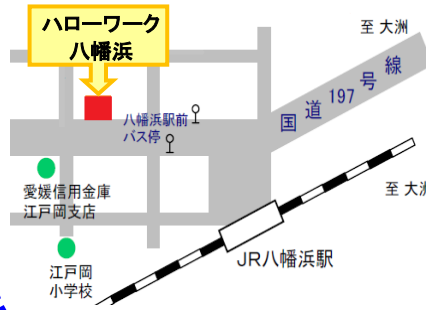 ハローワーク
八幡浜
至 大洲
国道197号線
八幡浜駅前
バス停
愛媛信用金庫
江戸岡支店
至 大洲
JR八幡浜駅
江戸岡
小学校